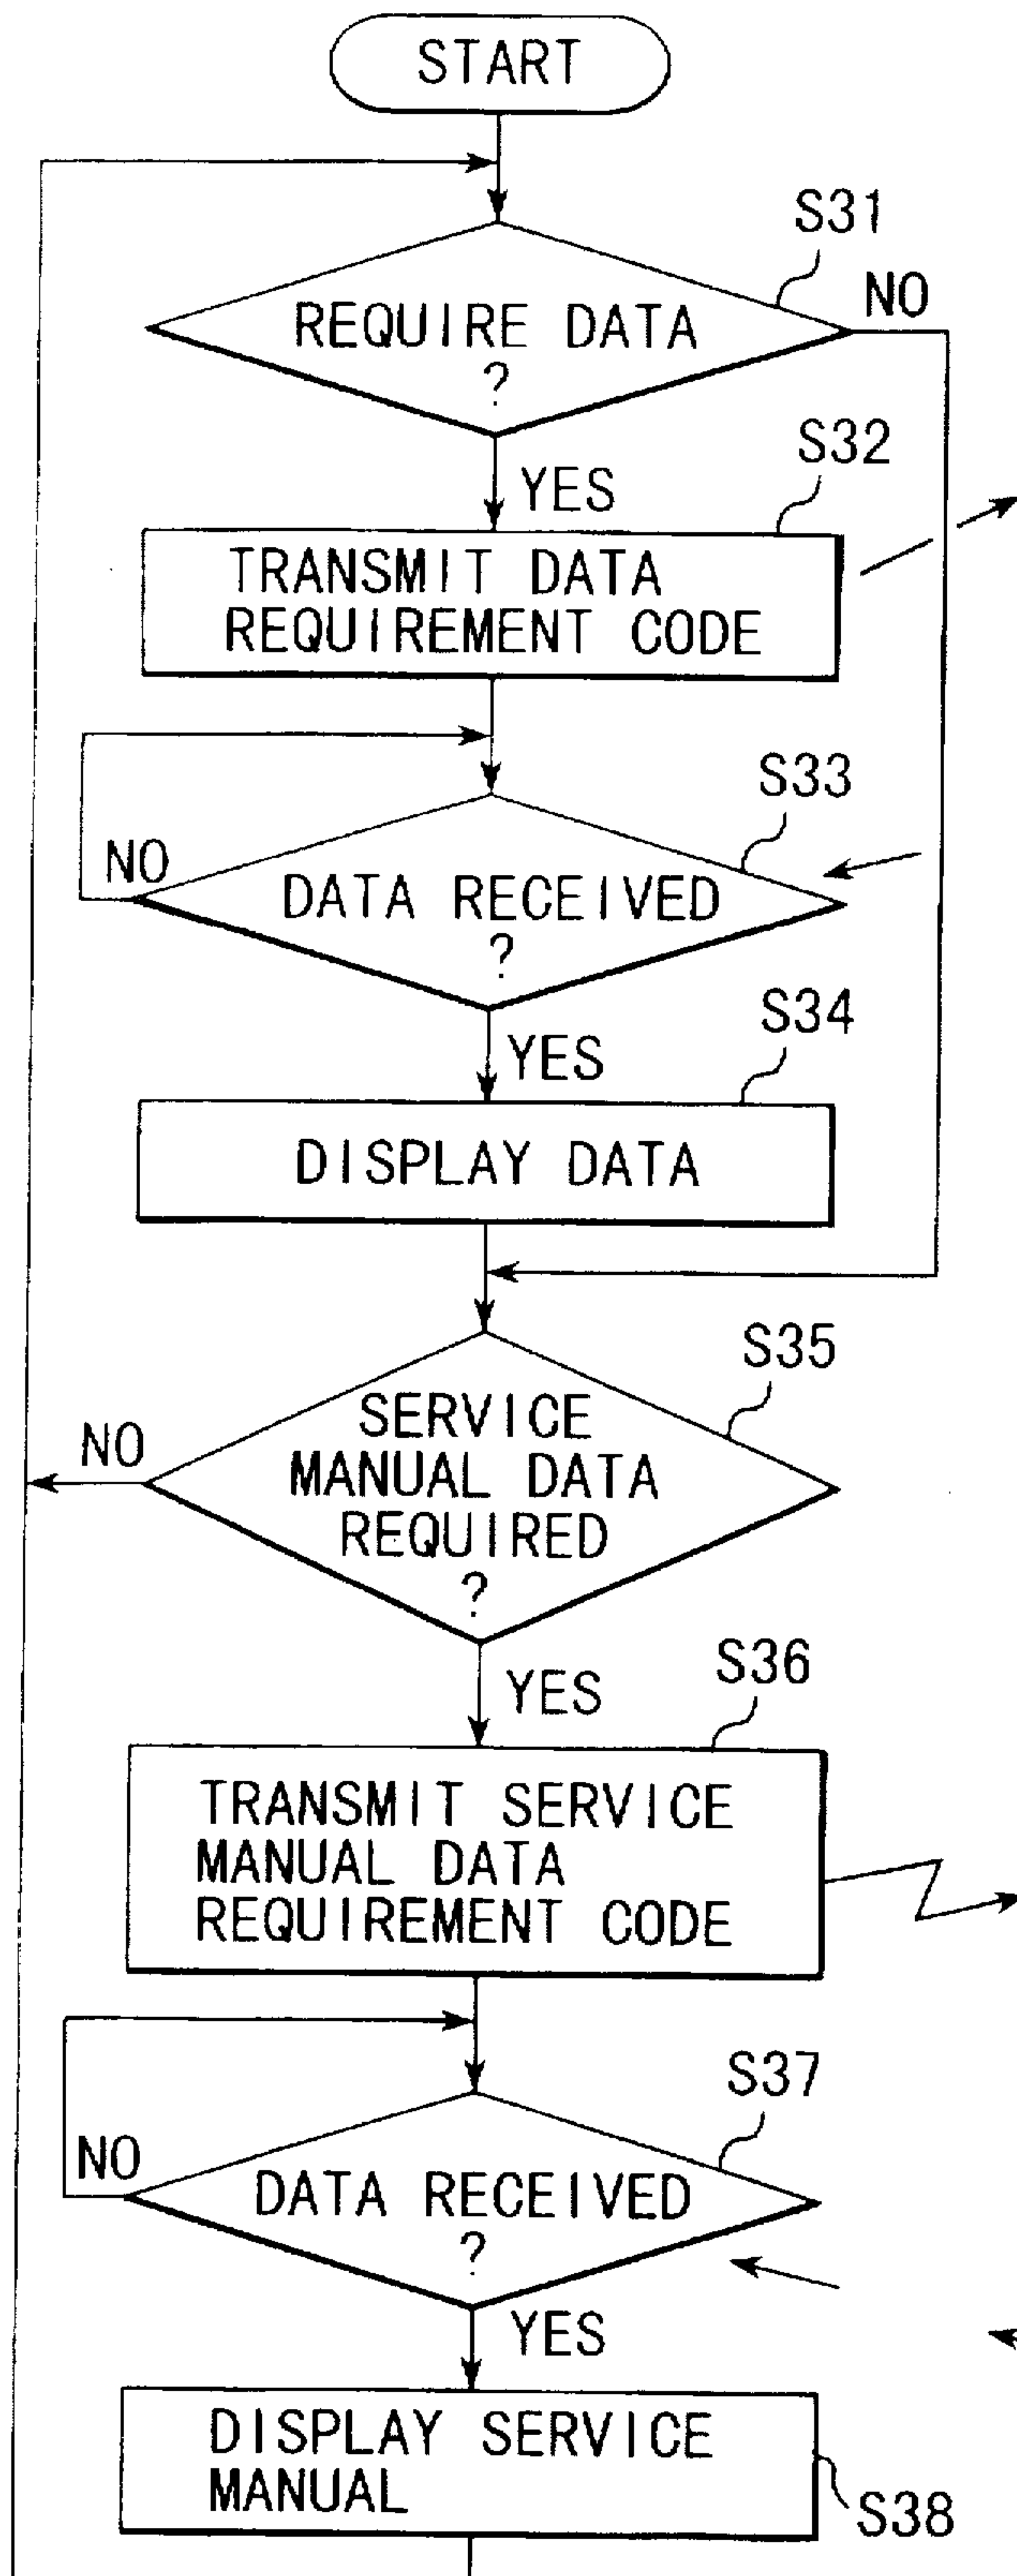 START
S31
NO
REQUIRE DATA
?
S32
YES
TRANSMIT DATA
REQUIREMENT CODE
S33
NO
DATA RECEIVED
?
S34
YES
DISPLAY DATA
S35
SERVICE
NO
MANUAL DATA
REQUIRED
?
S36
YES
TRANSMIT SERVICE
MANUAL DATA
REQUIREMENT CODE
S37
NO
DATA RECEIVED
?
YES
DISPLAY SERVICE
MANUAL
S38